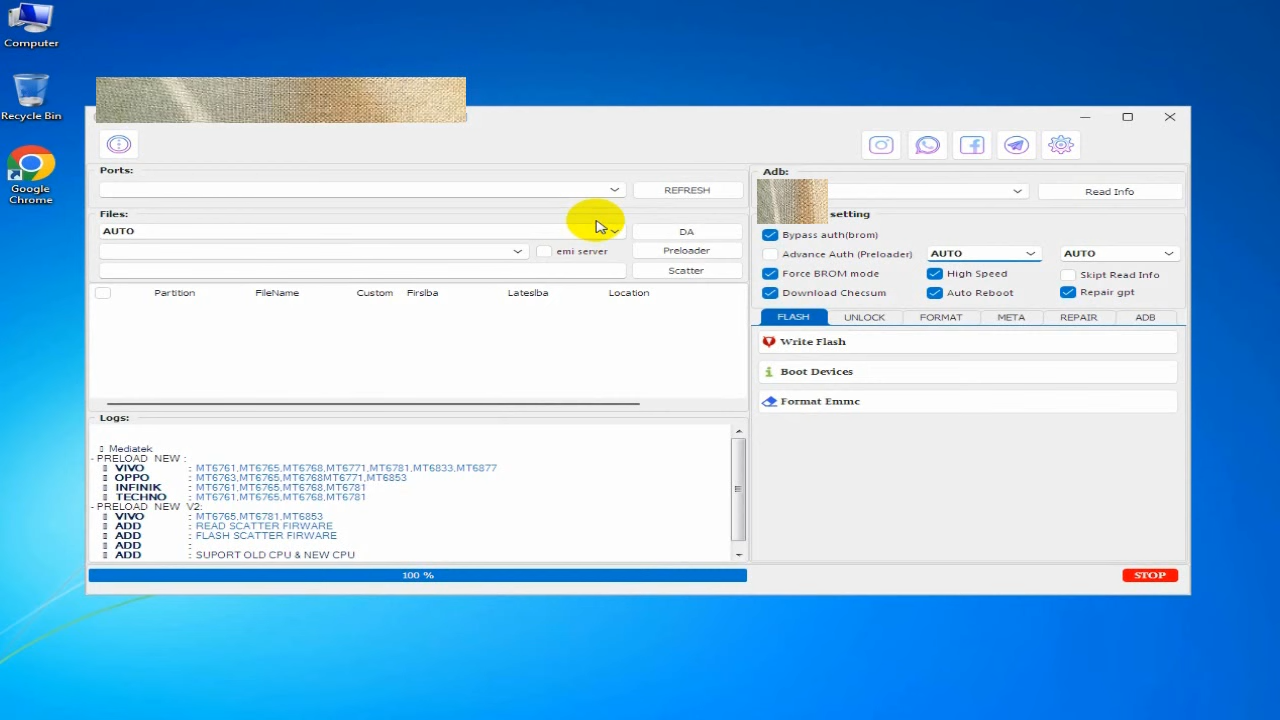 Computer
Recycle Bin
Google
Chrome
Ports:
REFRESH
Files:
AUTO
DA
emi server
Preloader
Scatter
Partition FileName Custom Firslba Lateslba Location
Logs:
Mediatek
- PRELOAD NEW :
VIVO : MT6761,MT6765,MT6768,MT6771,MT6781,MT6833,MT6877
OPPO : MT6763,MT6765,MT6768MT6771,MT6853
INFINIK : MT6761,MT6765,MT6768,MT6781
TECHNO : MT6761,MT6765,MT6768,MT6781
- PRELOAD NEW V2:
VIVO : MT6765,MT6781,MT6853
ADD : READ SCATTER FIRWARE
ADD : FLASH SCATTER FIRWARE
ADD :
ADD : SUPORT OLD CPU & NEW CPU
100 %
Adb:
Read Info
setting
Bypass auth(brom)
Advance Auth (Preloader) AUTO AUTO
Force BROM mode High Speed Skipt Read Info
Download Checsum Auto Reboot Repair gpt
FLASH UNLOCK FORMAT META REPAIR ADB
Write Flash
Boot Devices
Format Emmc
STOP